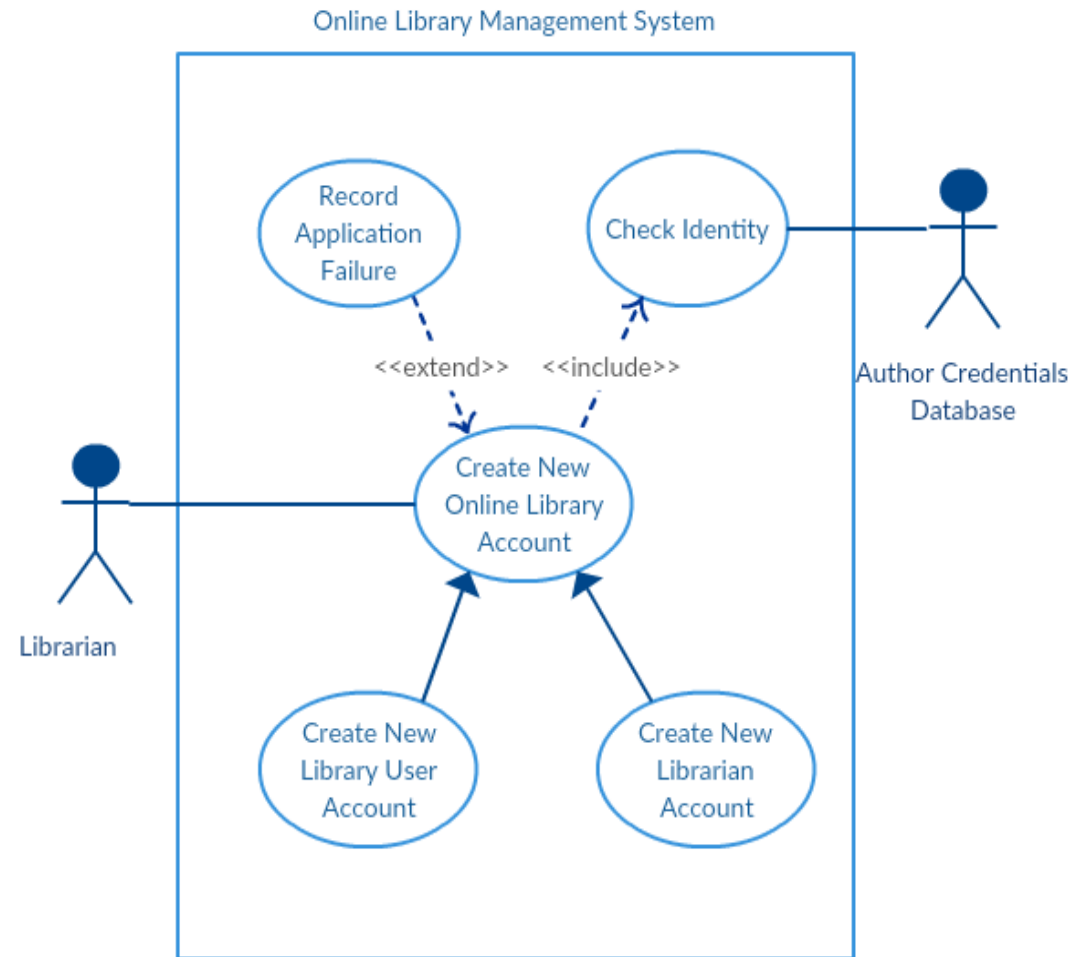 Online Library Management System
Record
Application
Failure
Check Identity
<<extend>>
<<include>>
Author Credentials
Database
Create New
Online Library
Account
Librarian
Create New
Library User
Account
Create New
Librarian
Account